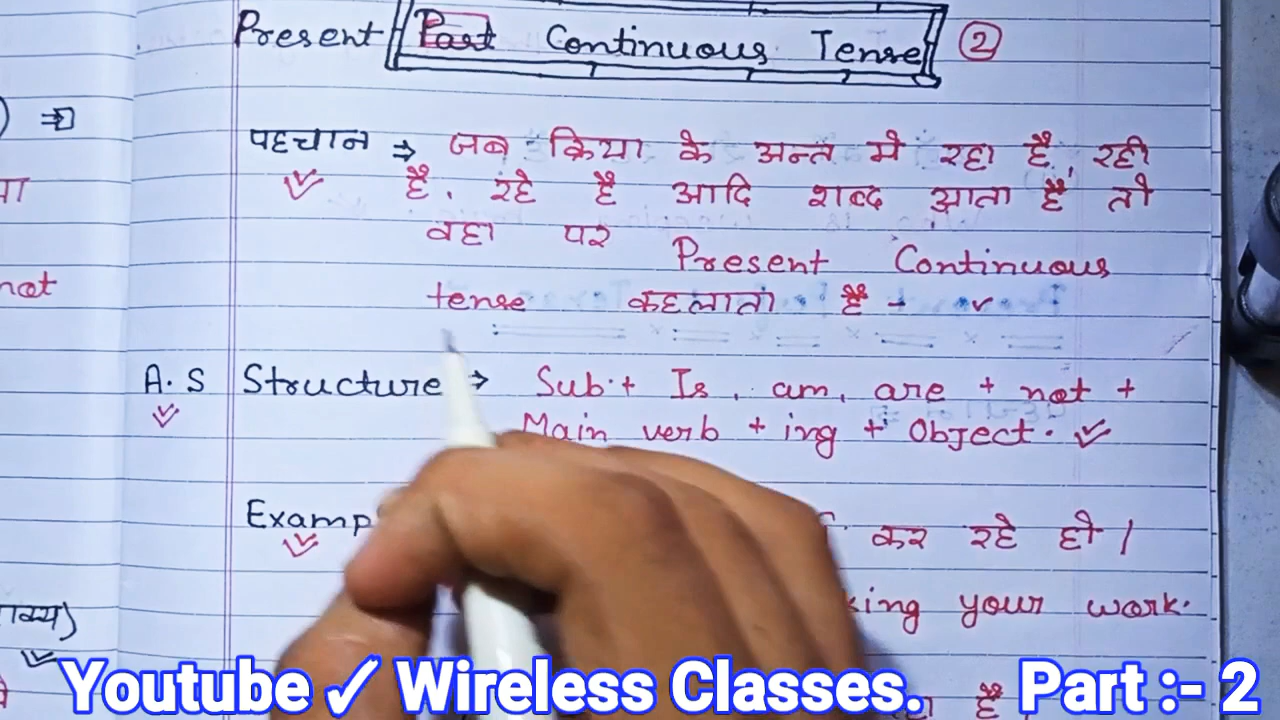 Present Past Continuous Tense 2
पहचान ⇒ जब क्रिया के अन्त मे रहा है, रही
है. रहे है आदि शब्द आता है तो
वहा पर Present Continuous
tense कहलाता है -
A.S Structure → Sub. + Is, am, are + not +
Main verb + ing + Object.
कर रहे हो।
your work.
not
Youtube ✓ Wireless Classes. Part :- 2